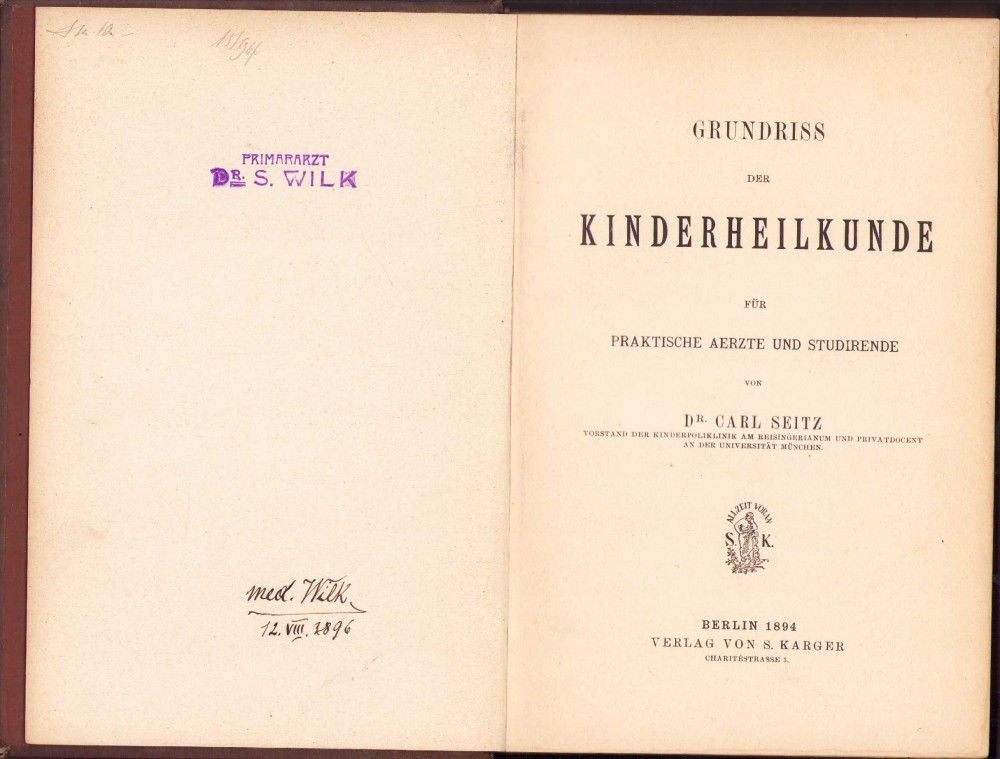 PRIMARARZT
DR. S. WILK
med. Wilk
12. VIII. 1896
GRUNDRISS
DER
KINDERHEILKUNDE
FÜR
PRAKTISCHE AERZTE UND STUDIRENDE
VON
DR. CARL SEITZ
VORSTAND DER KINDERPOLIKLINIK AM REISINGERIANUM UND PRIVATDOCENT
AN DER UNIVERSITÄT MÜNCHEN.
ALLZEIT VORAN
S. K.
BERLIN 1894
VERLAG VON S. KARGER
CHARITÉSTRASSE 3.